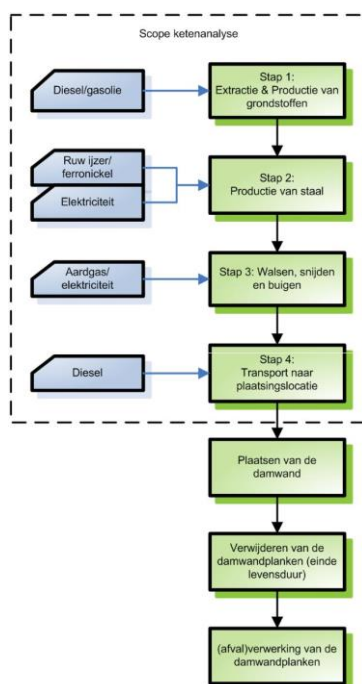 Scope ketenanalyse
Diesel/gasolie
Stap 1:
Extractie & Productie van
grondstoffen
Ruw ijzer/
ferronickel
Elektriciteit
Stap 2:
Productie van staal
Aardgas/
elektriciteit
Stap 3: Walsen, snijden
en buigen
Diesel
Stap 4:
Transport naar
plaatsingslocatie
Plaatsen van de
damwand
Verwijderen van de
damwandplanken (einde
levensduur)
(afval)verwerking van de
damwandplanken